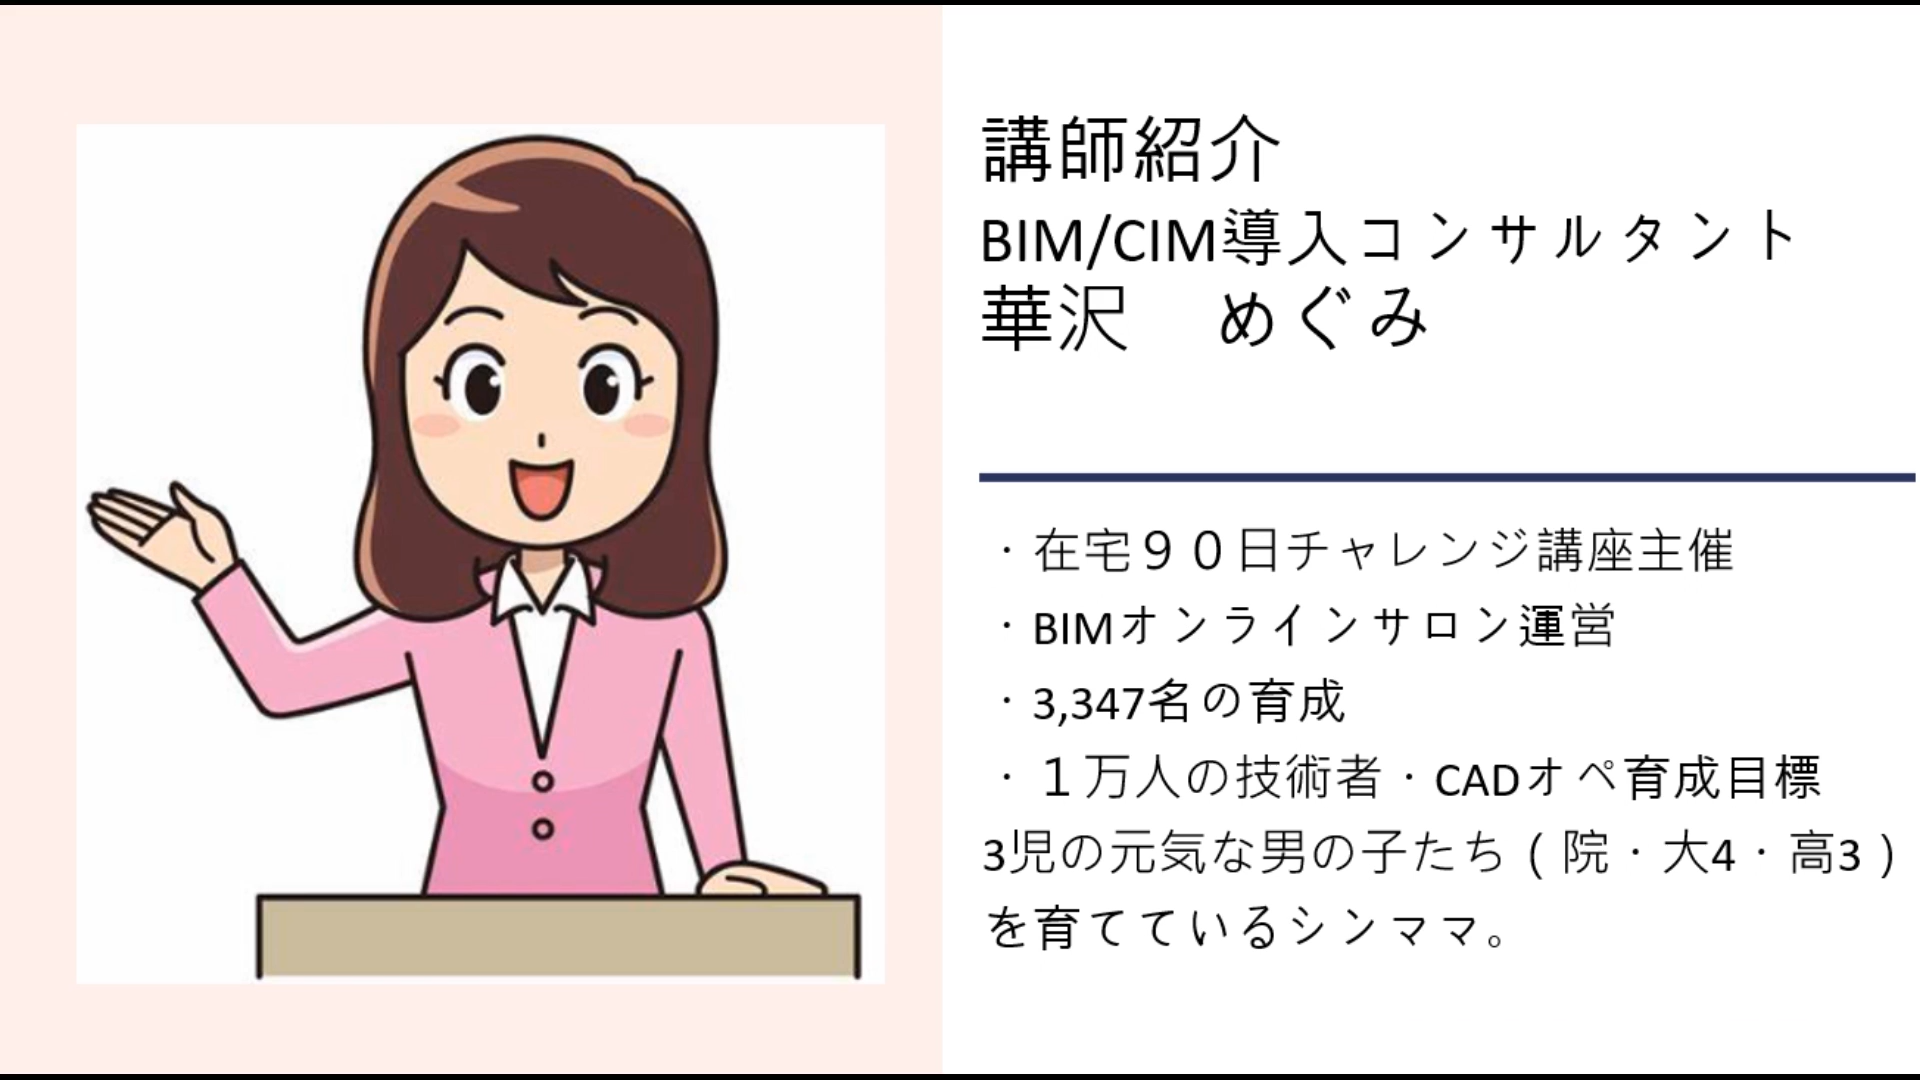 講師紹介
BIM/CIM導入コンサルタント
華沢　めぐみ
・在宅９０日チャレンジ講座主催
・BIMオンラインサロン運営
・3,347名の育成
・１万人の技術者・CADオペ育成目標
3児の元気な男の子たち（院・大4・高3）
を育てているシンママ。